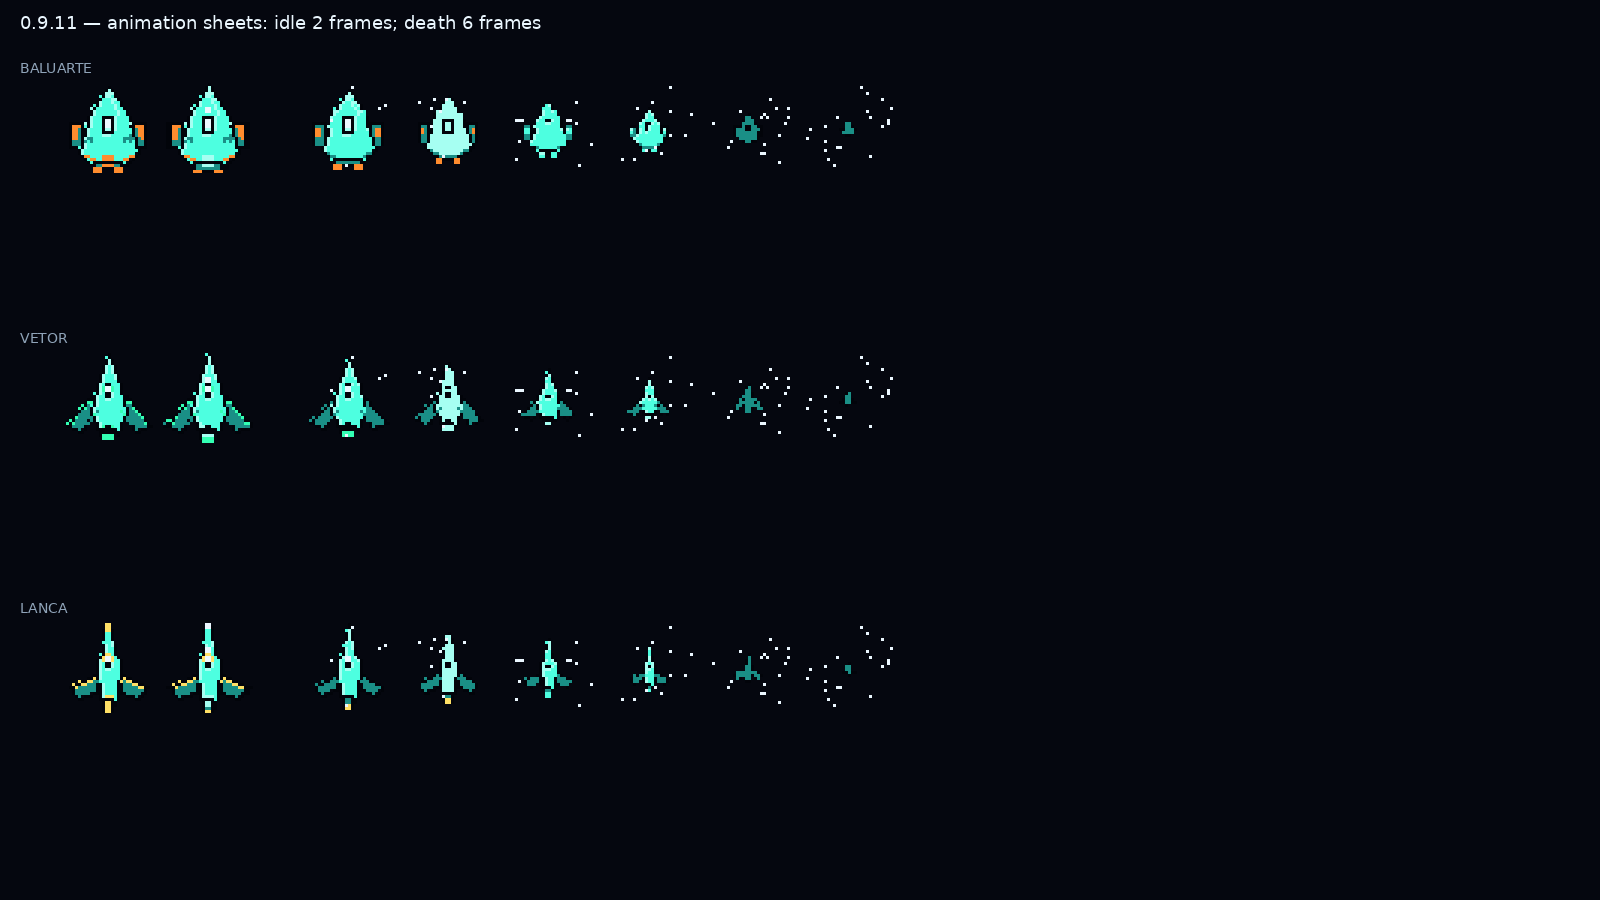 0.9.11 — animation sheets: idle 2 frames; death 6 frames
BALUARTE
VETOR
LANCA